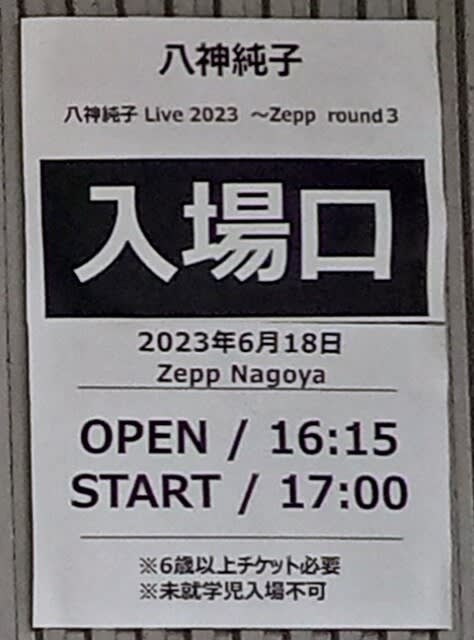 八神純子
八神純子 Live 2023 ～Zepp round3
入場口
2023年6月18日
Zepp Nagoya
OPEN / 16:15
START / 17:00
※6歳以上チケット必要
※未就学児入場不可